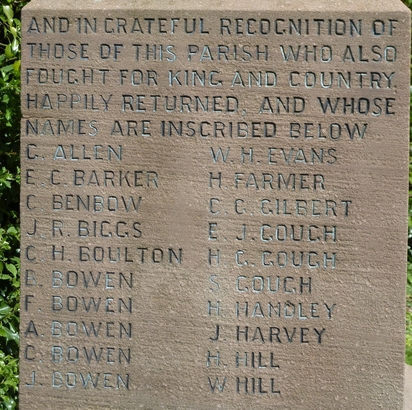 AND IN GRATEFUL RECOGNITION OF
THOSE OF THIS PARISH WHO ALSO
FOUGHT FOR KING AND COUNTRY,
HAPPILY RETURNED, AND WHOSE
NAMES ARE INSCRIBED BELOW
C. ALLEN W. H. EVANS
E. C. BARKER H. FARMER
C. BENBOW C. C. GILBERT
J. R. BIGGS E. J. GOUGH
C. H. BOULTON H. G. GOUGH
BOWEN S. GOUGH
F. BOWEN H. HANDLEY
A. BOWEN J. HARVEY
C. BOWEN H. HILL
J. BOWEN W. HILL